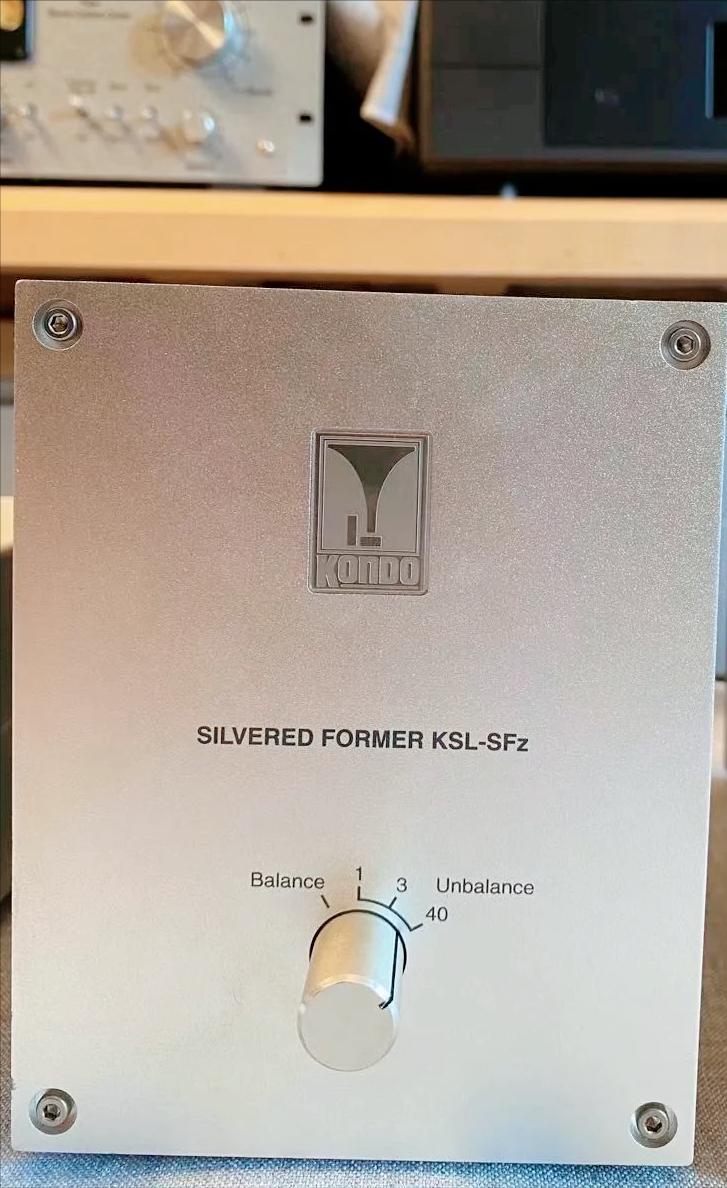 KONDO
SILVERED FORMER KSL-SFz
Balance 1 3 Unbalance
40